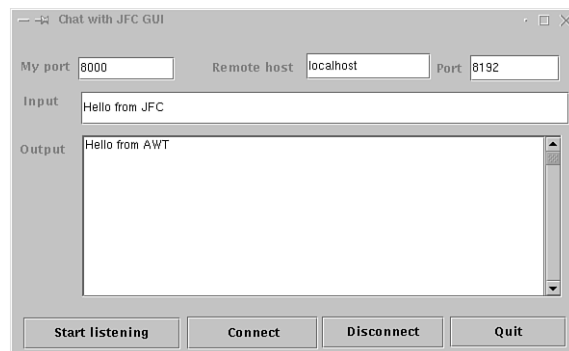 Chat with JFC GUI
My port 8000 Remote host localhost Port 8192
Input Hello from JFC
Output Hello from AWT
Start listening Connect Disconnect Quit